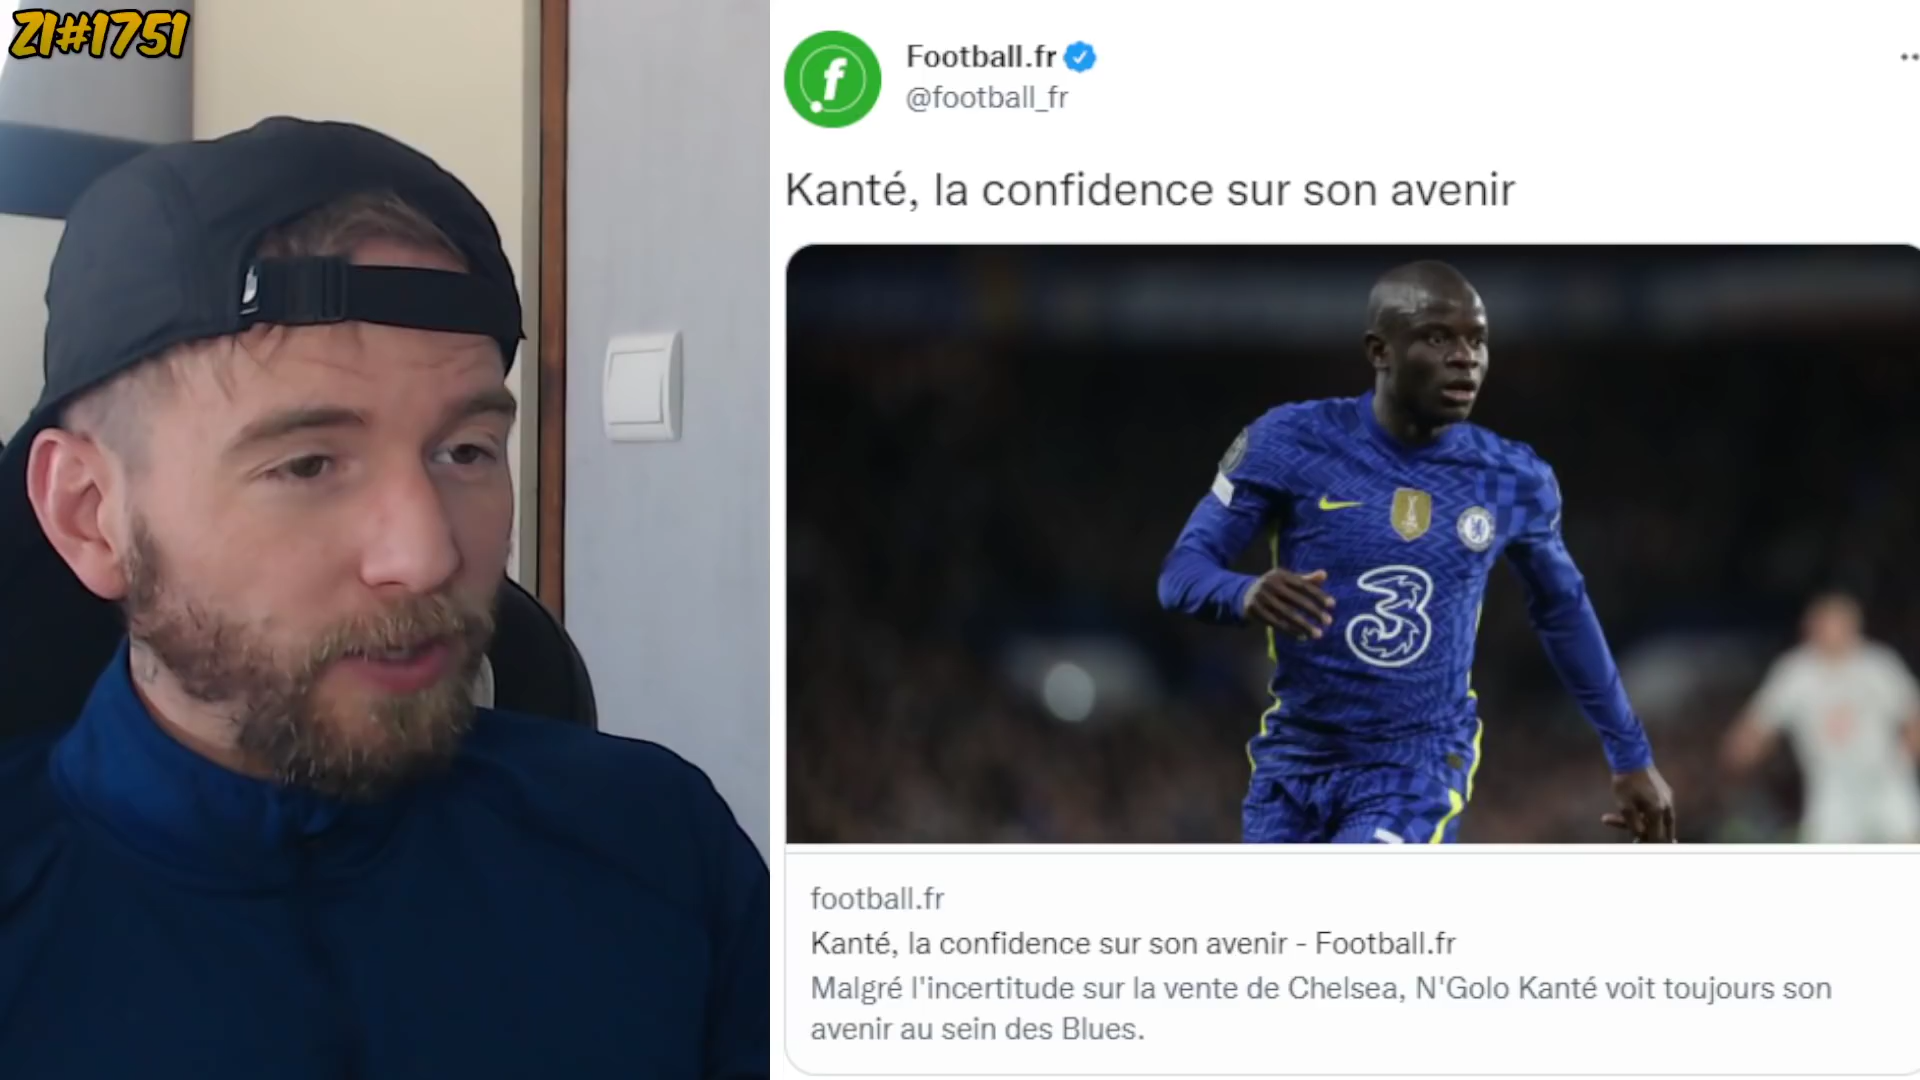 ZI#1751
Football.fr
@football_fr
Kanté, la confidence sur son avenir
3
football.fr
Kanté, la confidence sur son avenir - Football.fr
Malgré l'incertitude sur la vente de Chelsea, N'Golo Kanté voit toujours son
avenir au sein des Blues.